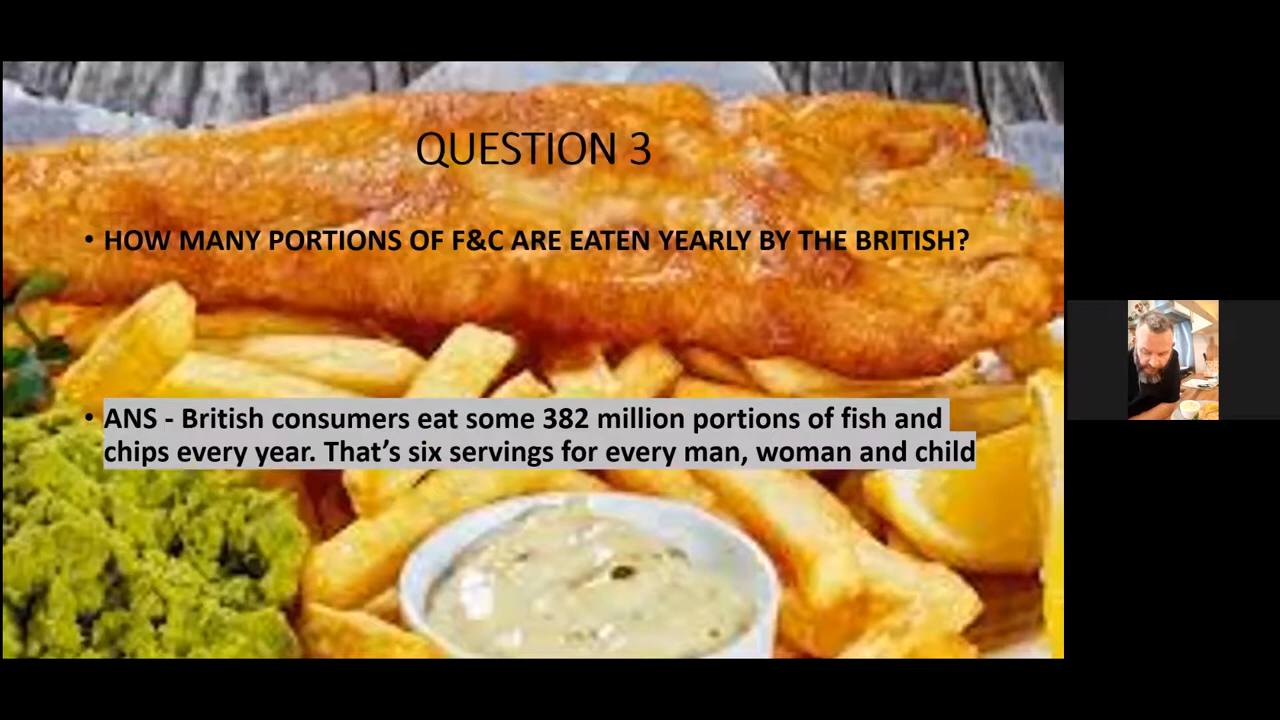 QUESTION 3
• HOW MANY PORTIONS OF F&C ARE EATEN YEARLY BY THE BRITISH?
• ANS - British consumers eat some 382 million portions of fish and
chips every year. That’s six servings for every man, woman and child